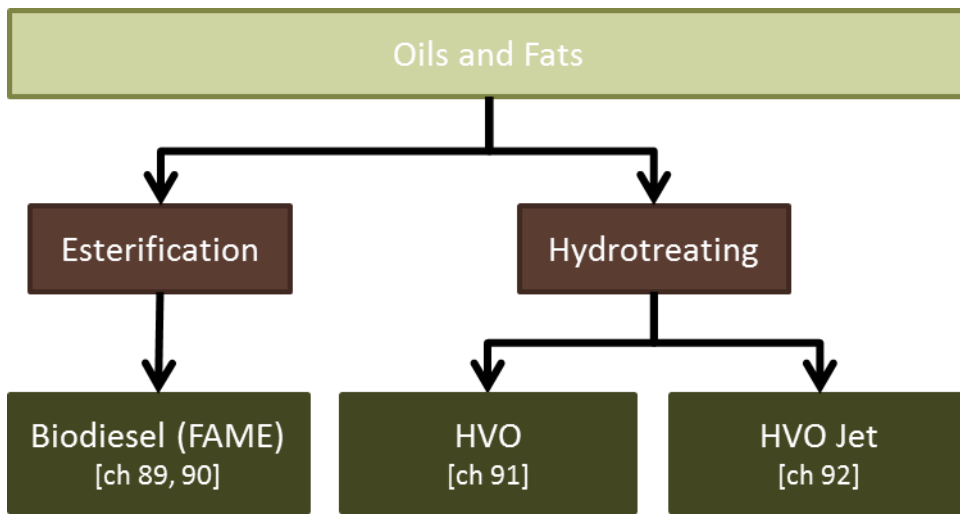 Oils and Fats
Esterification
Hydrotreating
Biodiesel (FAME)
[ch 89, 90]
HVO
[ch 91]
HVO Jet
[ch 92]